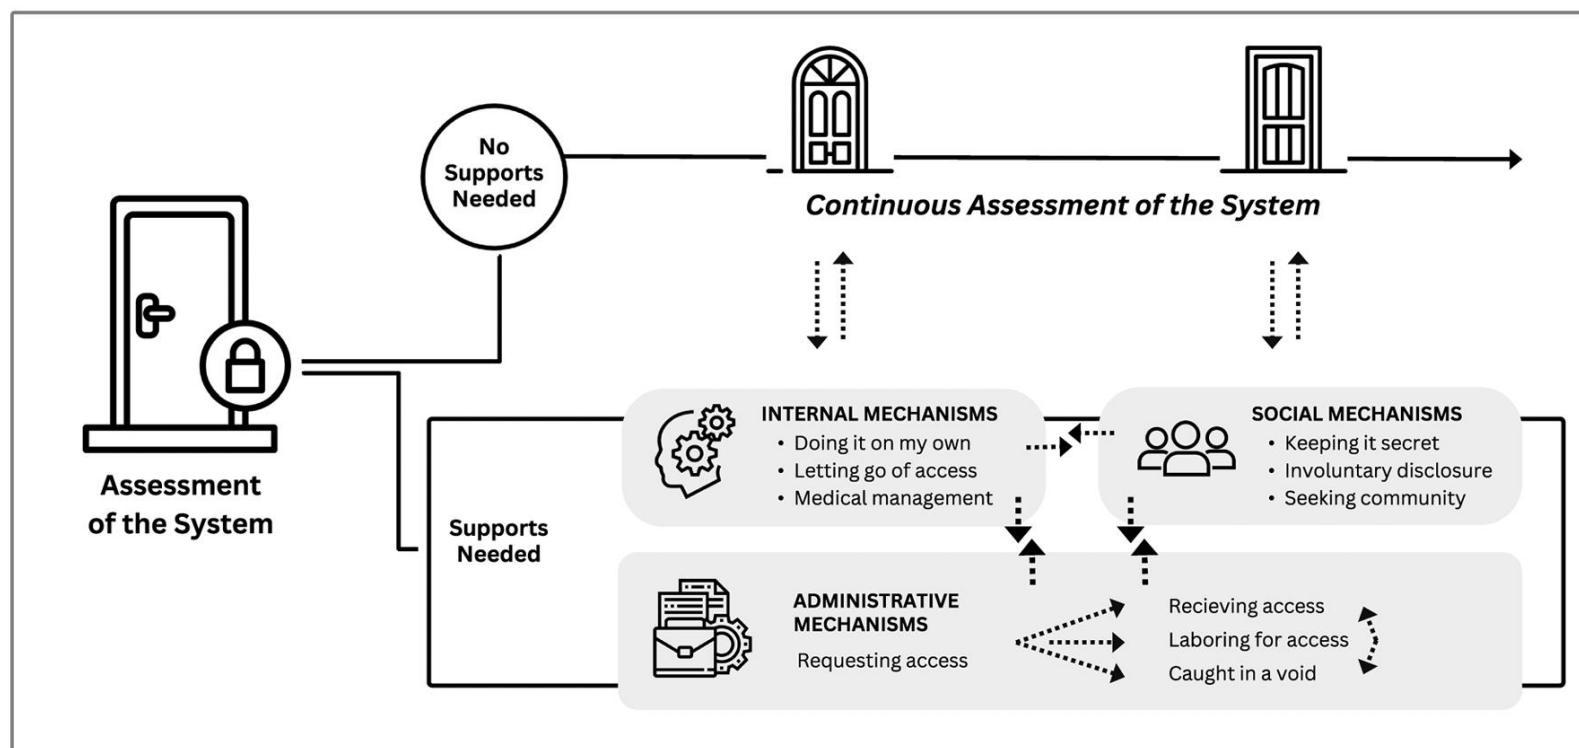 No
Supports
Needed
Continuous Assessment of the System
Assessment
of the System
INTERNAL MECHANISMS
• Doing it on my own
• Letting go of access
• Medical management
SOCIAL MECHANISMS
• Keeping it secret
• Involuntary disclosure
• Seeking community
Supports
Needed
ADMINISTRATIVE
MECHANISMS
Requesting access
Recieving access
Laboring for access
Caught in a void